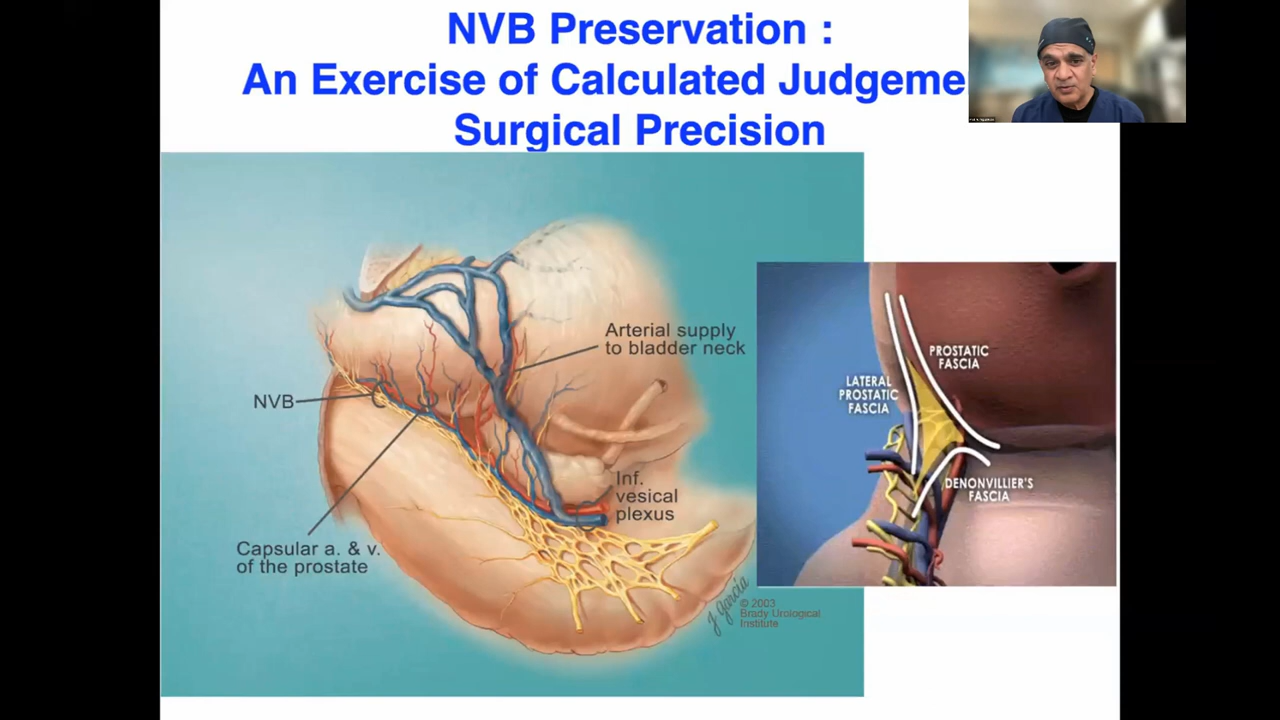 NVB Preservation :
An Exercise of Calculated Judgeme
Surgical Precision
Arterial supply
to bladder neck
NVB
Inf.
vesical
plexus
Capsular a. & v.
of the prostate
J Garcia
© 2003
Brady Urological
Institute
PROSTATIC
FASCIA
LATERAL
PROSTATIC
FASCIA
DENONVILLIER'S
FASCIA